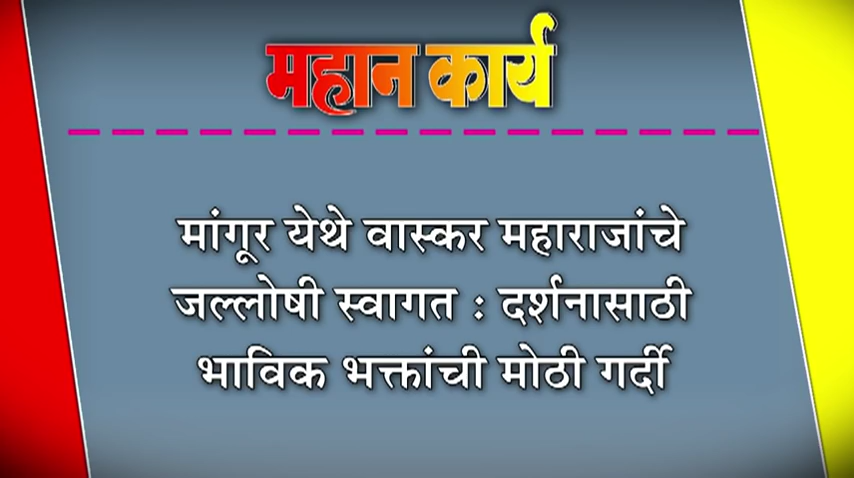 महान कार्य
मांगूर येथे वास्कर महाराजांचे
जल्लोषी स्वागत : दर्शनासाठी
भाविक भक्तांची मोठी गर्दी